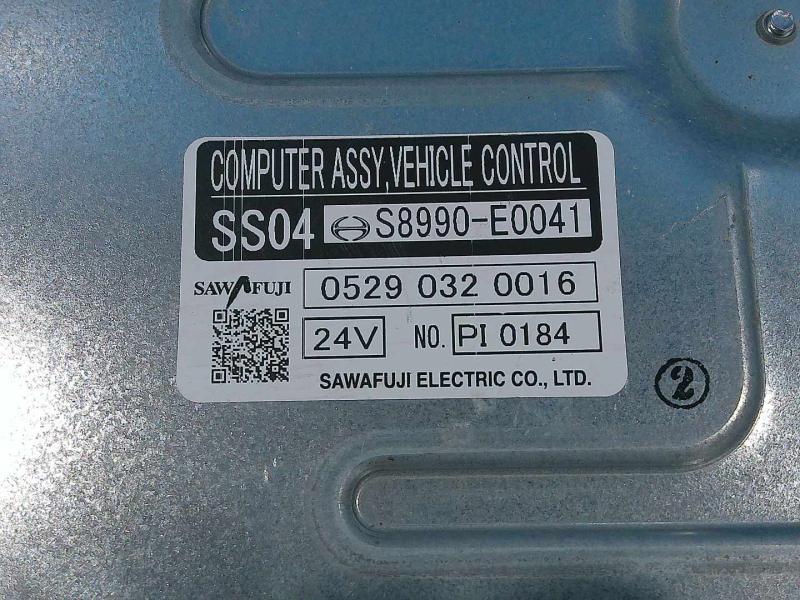 COMPUTER ASSY,VEHICLE CONTROL
SS04 S8990-E0041
SAWAFUJI 0529 032 0016
24V NO. PI 0184
SAWAFUJI ELECTRIC CO., LTD.
2